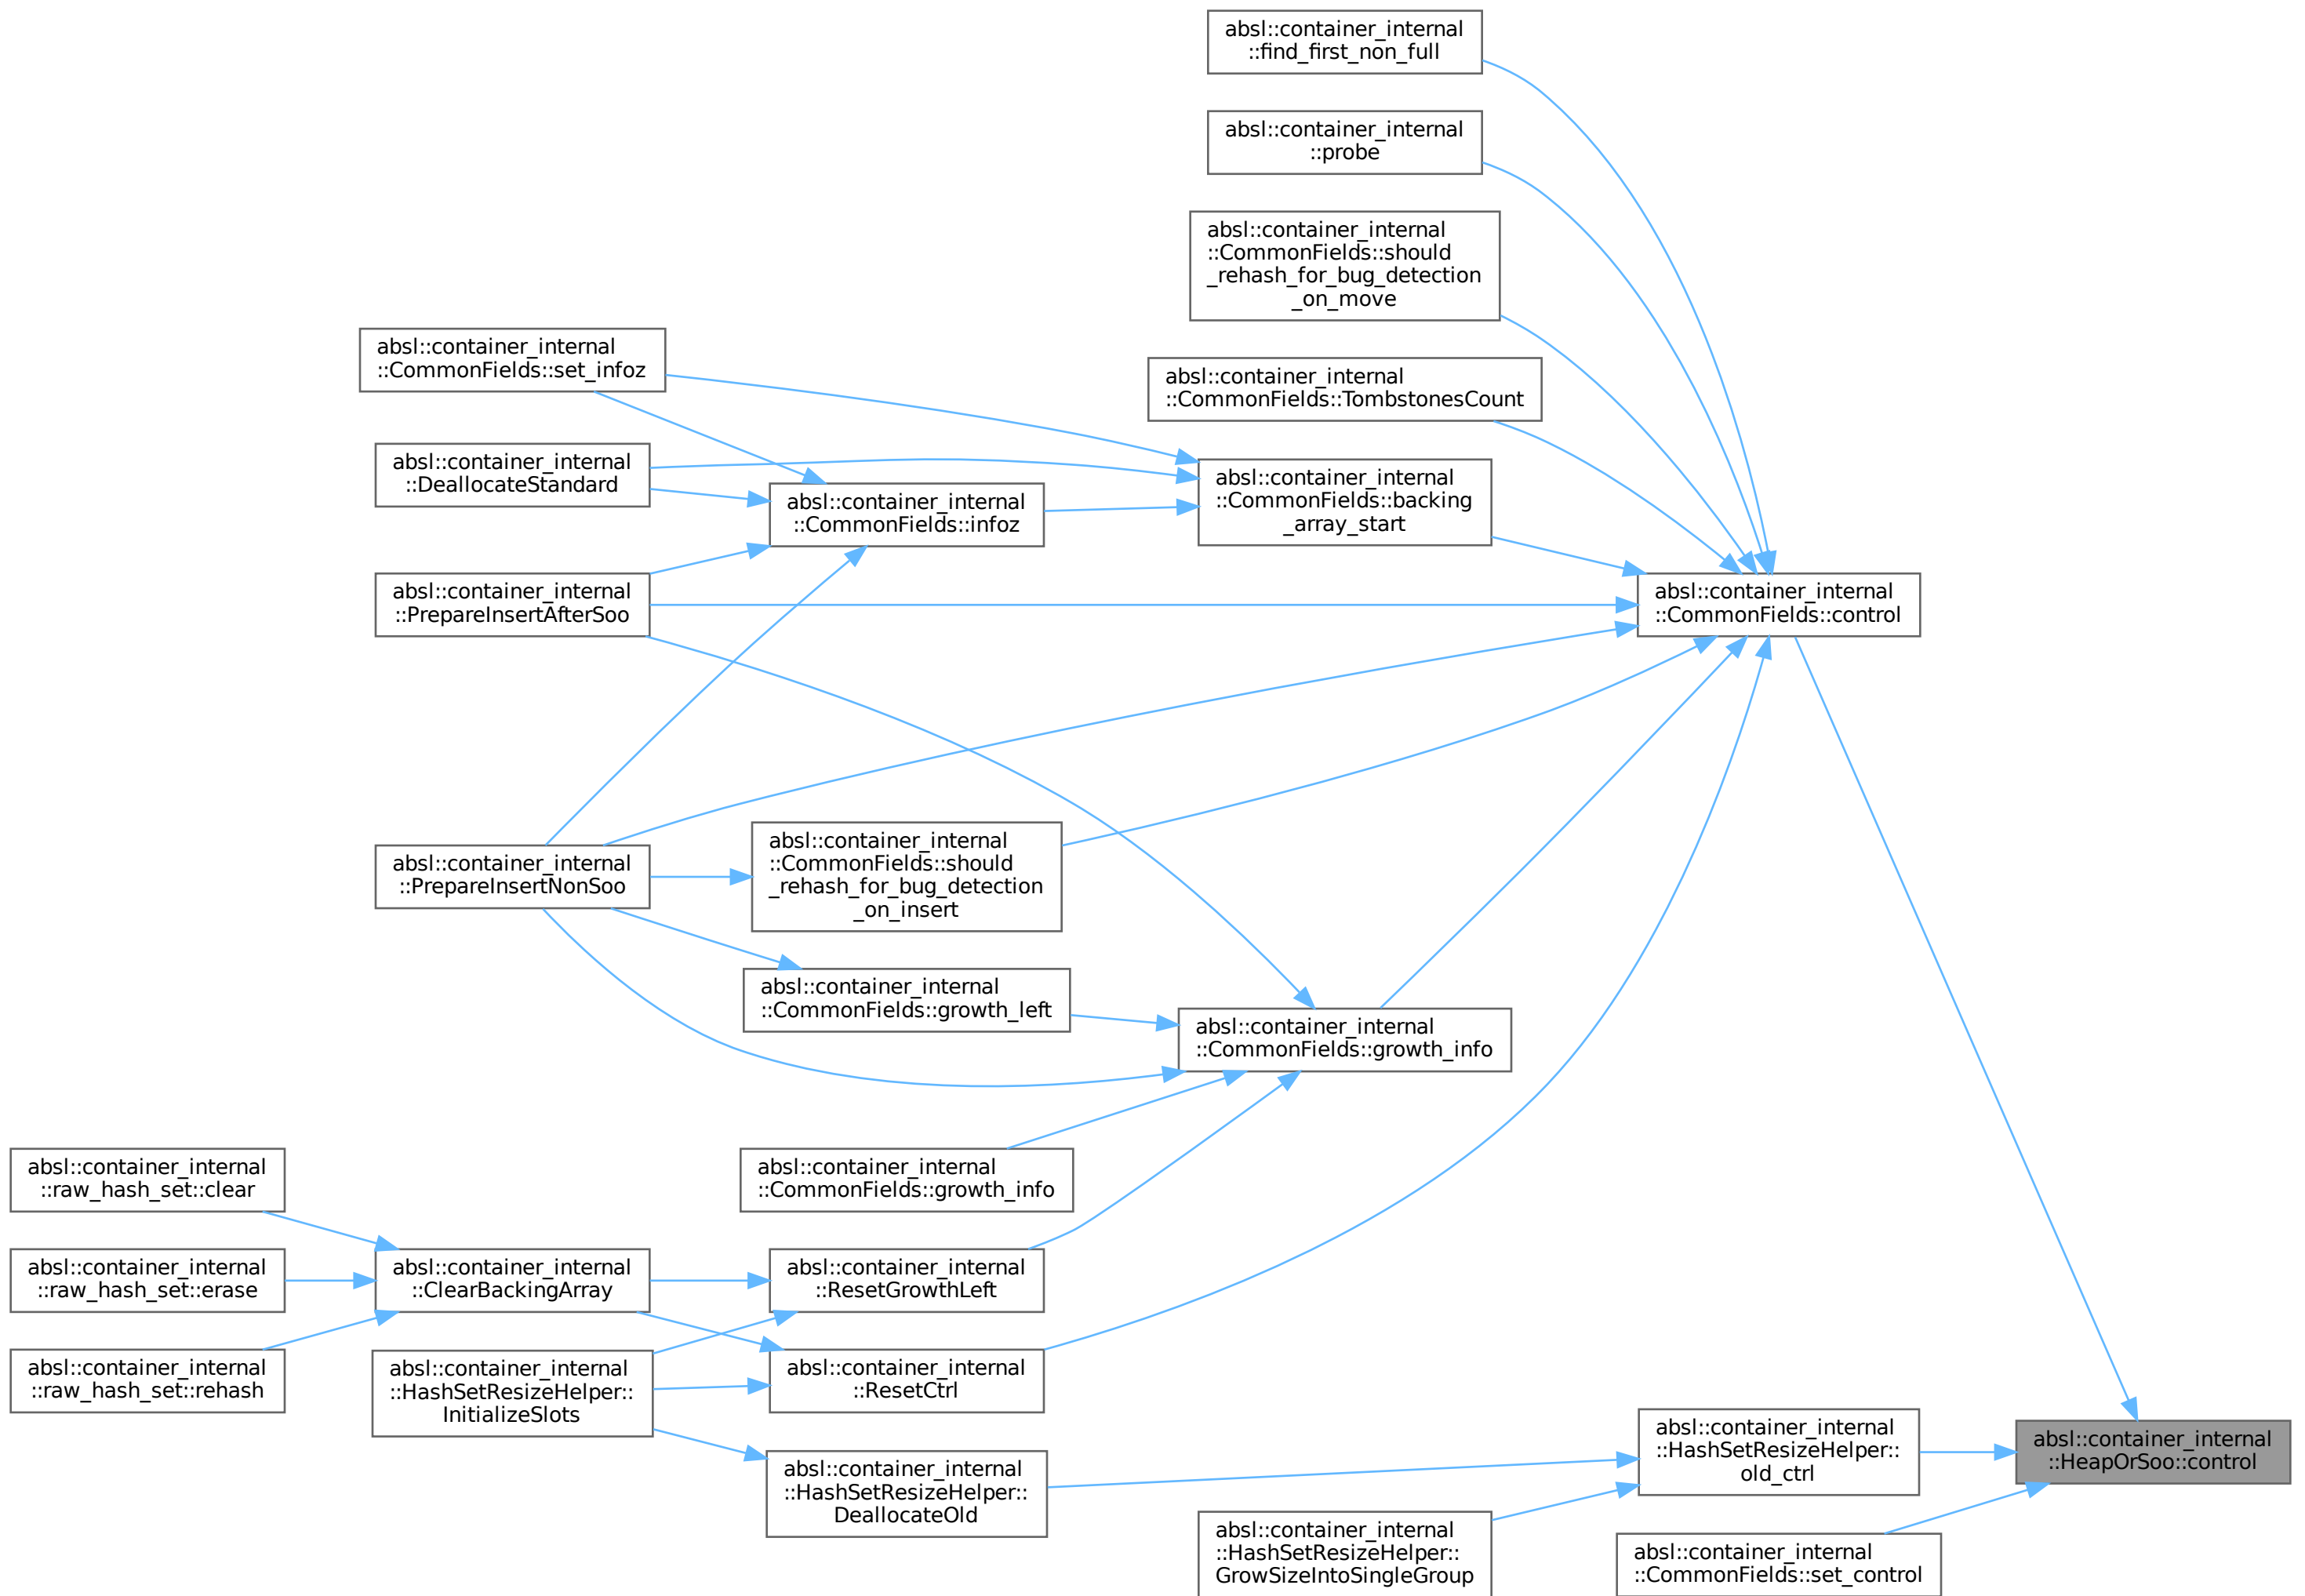 absl::container_internal
::find_first_non_full
absl::container_internal
::probe
absl::container_internal
::CommonFields::should
_rehash_for_bug_detection
_on_move
absl::container_internal
::CommonFields::set_infoz
absl::container_internal
::CommonFields::TombstonesCount
absl::container_internal
::DeallocateStandard
absl::container_internal
::CommonFields::infoz
absl::container_internal
::CommonFields::backing
_array_start
absl::container_internal
::PrepareInsertAfterSoo
absl::container_internal
::CommonFields::control
absl::container_internal
::PrepareInsertNonSoo
absl::container_internal
::CommonFields::should
_rehash_for_bug_detection
_on_insert
absl::container_internal
::CommonFields::growth_left
absl::container_internal
::CommonFields::growth_info
absl::container_internal
::raw_hash_set::clear
absl::container_internal
::CommonFields::growth_info
absl::container_internal
::raw_hash_set::erase
absl::container_internal
::ClearBackingArray
absl::container_internal
::ResetGrowthLeft
absl::container_internal
::raw_hash_set::rehash
absl::container_internal
::HashSetResizeHelper::
InitializeSlots
absl::container_internal
::ResetCtrl
absl::container_internal
::HashSetResizeHelper::
old_ctrl
absl::container_internal
::HeapOrSoo::control
absl::container_internal
::HashSetResizeHelper::
DeallocateOld
absl::container_internal
::HashSetResizeHelper::
GrowSizeIntoSingleGroup
absl::container_internal
::CommonFields::set_control